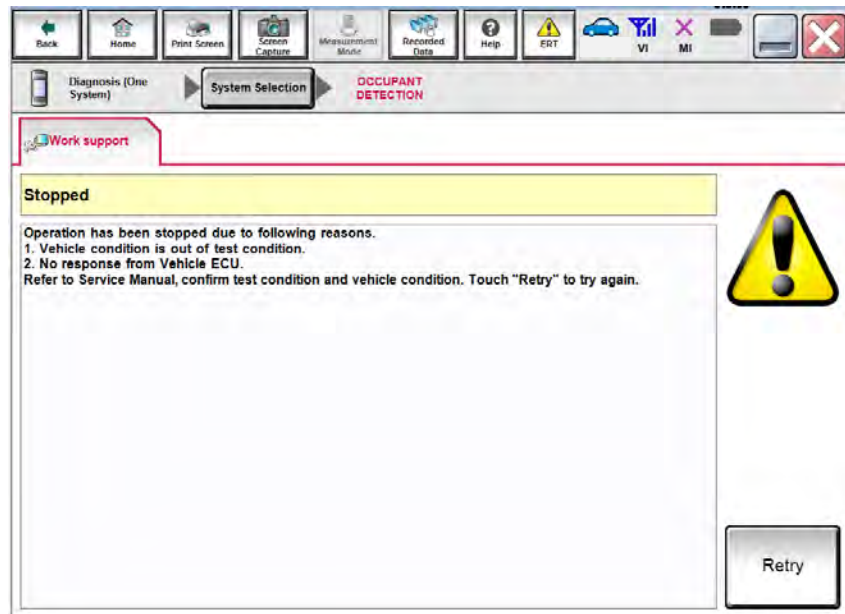 Back
Home
Print Screen
Screen
Capture
Measurement
Mode
Recorded
Data
Help
ERT
VI
MI
Diagnosis (One
System)
System Selection
OCCUPANT
DETECTION
Work support
Stopped
Operation has been stopped due to following reasons.
1. Vehicle condition is out of test condition.
2. No response from Vehicle ECU.
Refer to Service Manual, confirm test condition and vehicle condition. Touch "Retry" to try again.
Retry